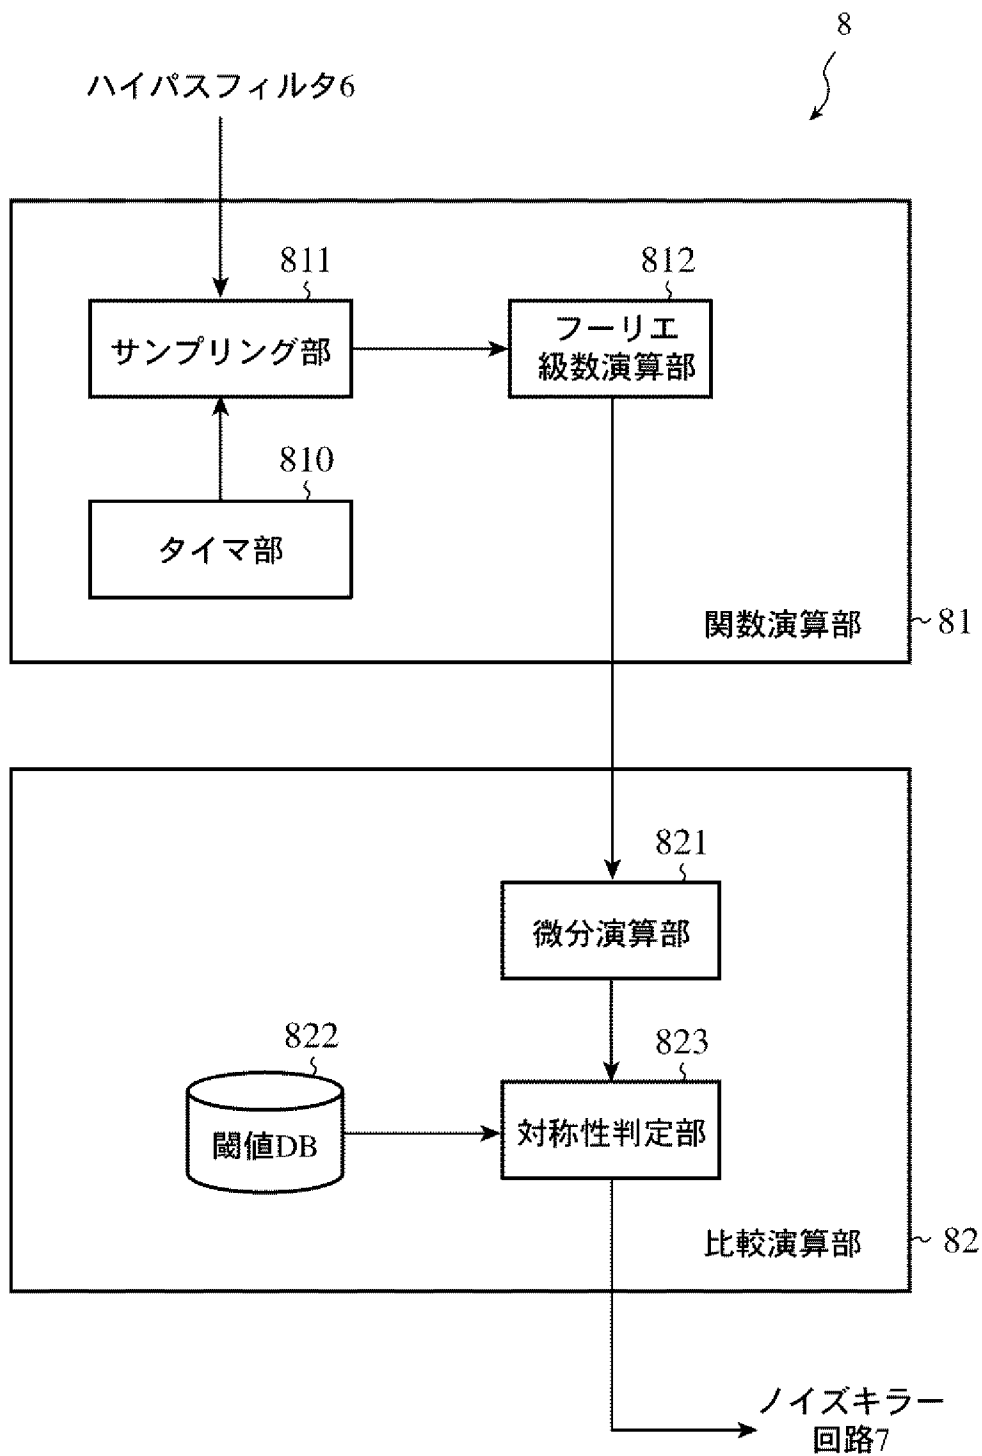 8
ハイパスフィルタ6
811
サンプリング部
812
フーリエ
級数演算部
810
タイマ部
関数演算部
81
821
微分演算部
822
閾値DB
823
対称性判定部
比較演算部
82
ノイズキラー
回路7